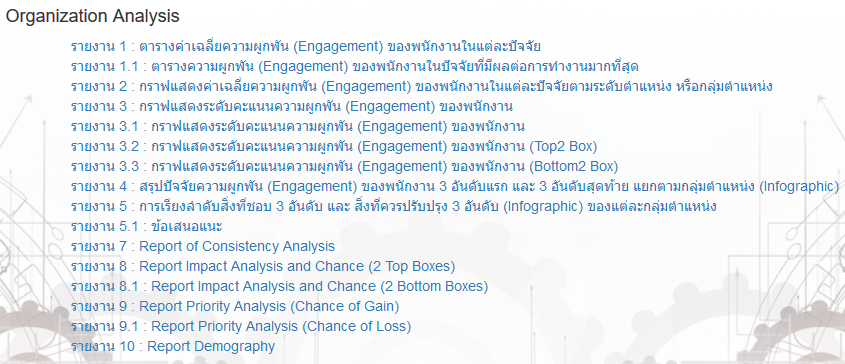 Organization Analysis
รายงาน 1 : ตารางค่าเฉลี่ยความผูกพัน (Engagement) ของพนักงานในแต่ละปัจจัย
รายงาน 1.1 : ตารางความผูกพัน (Engagement) ของพนักงานในปัจจัยที่มีผลต่อการทำงานมากที่สุด
รายงาน 2 : กราฟแสดงค่าเฉลี่ยความผูกพัน (Engagement) ของพนักงานในแต่ละปัจจัยตามระดับตำแหน่ง หรือกลุ่มตำแหน่ง
รายงาน 3 : กราฟแสดงระดับคะแนนความผูกพัน (Engagement) ของพนักงาน
รายงาน 3.1 : กราฟแสดงระดับคะแนนความผูกพัน (Engagement) ของพนักงาน
รายงาน 3.2 : กราฟแสดงระดับคะแนนความผูกพัน (Engagement) ของพนักงาน (Top2 Box)
รายงาน 3.3 : กราฟแสดงระดับคะแนนความผูกพัน (Engagement) ของพนักงาน (Bottom2 Box)
รายงาน 4 : สรุปปัจจัยความผูกพัน (Engagement) ของพนักงาน 3 อันดับแรก และ 3 อันดับสุดท้าย แยกตามกลุ่มตำแหน่ง (Infographic)
รายงาน 5 : การเรียงลำดับสิ่งที่ชอบ 3 อันดับ และ สิ่งที่ควรปรับปรุง 3 อันดับ (Infographic) ของแต่ละกลุ่มตำแหน่ง
รายงาน 5.1 : ข้อเสนอแนะ
รายงาน 7 : Report of Consistency Analysis
รายงาน 8 : Report Impact Analysis and Chance (2 Top Boxes)
รายงาน 8.1 : Report Impact Analysis and Chance (2 Bottom Boxes)
รายงาน 9 : Report Priority Analysis (Chance of Gain)
รายงาน 9.1 : Report Priority Analysis (Chance of Loss)
รายงาน 10 : Report Demography